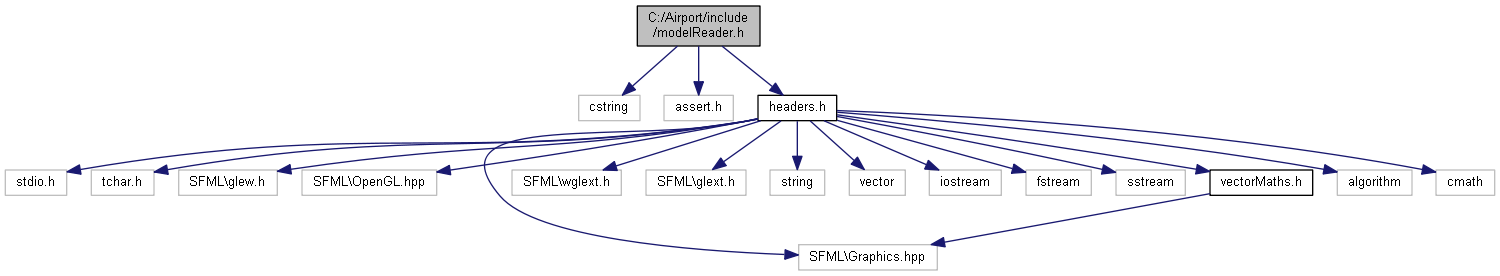 C:/Airport/include
/modelReader.h
cstring
assert.h
headers.h
stdio.h
tchar.h
SFML\glew.h
SFML\OpenGL.hpp
SFML\wglext.h
SFML\glext.h
string
vector
iostream
fstream
sstream
vectorMaths.h
algorithm
cmath
SFML\Graphics.hpp